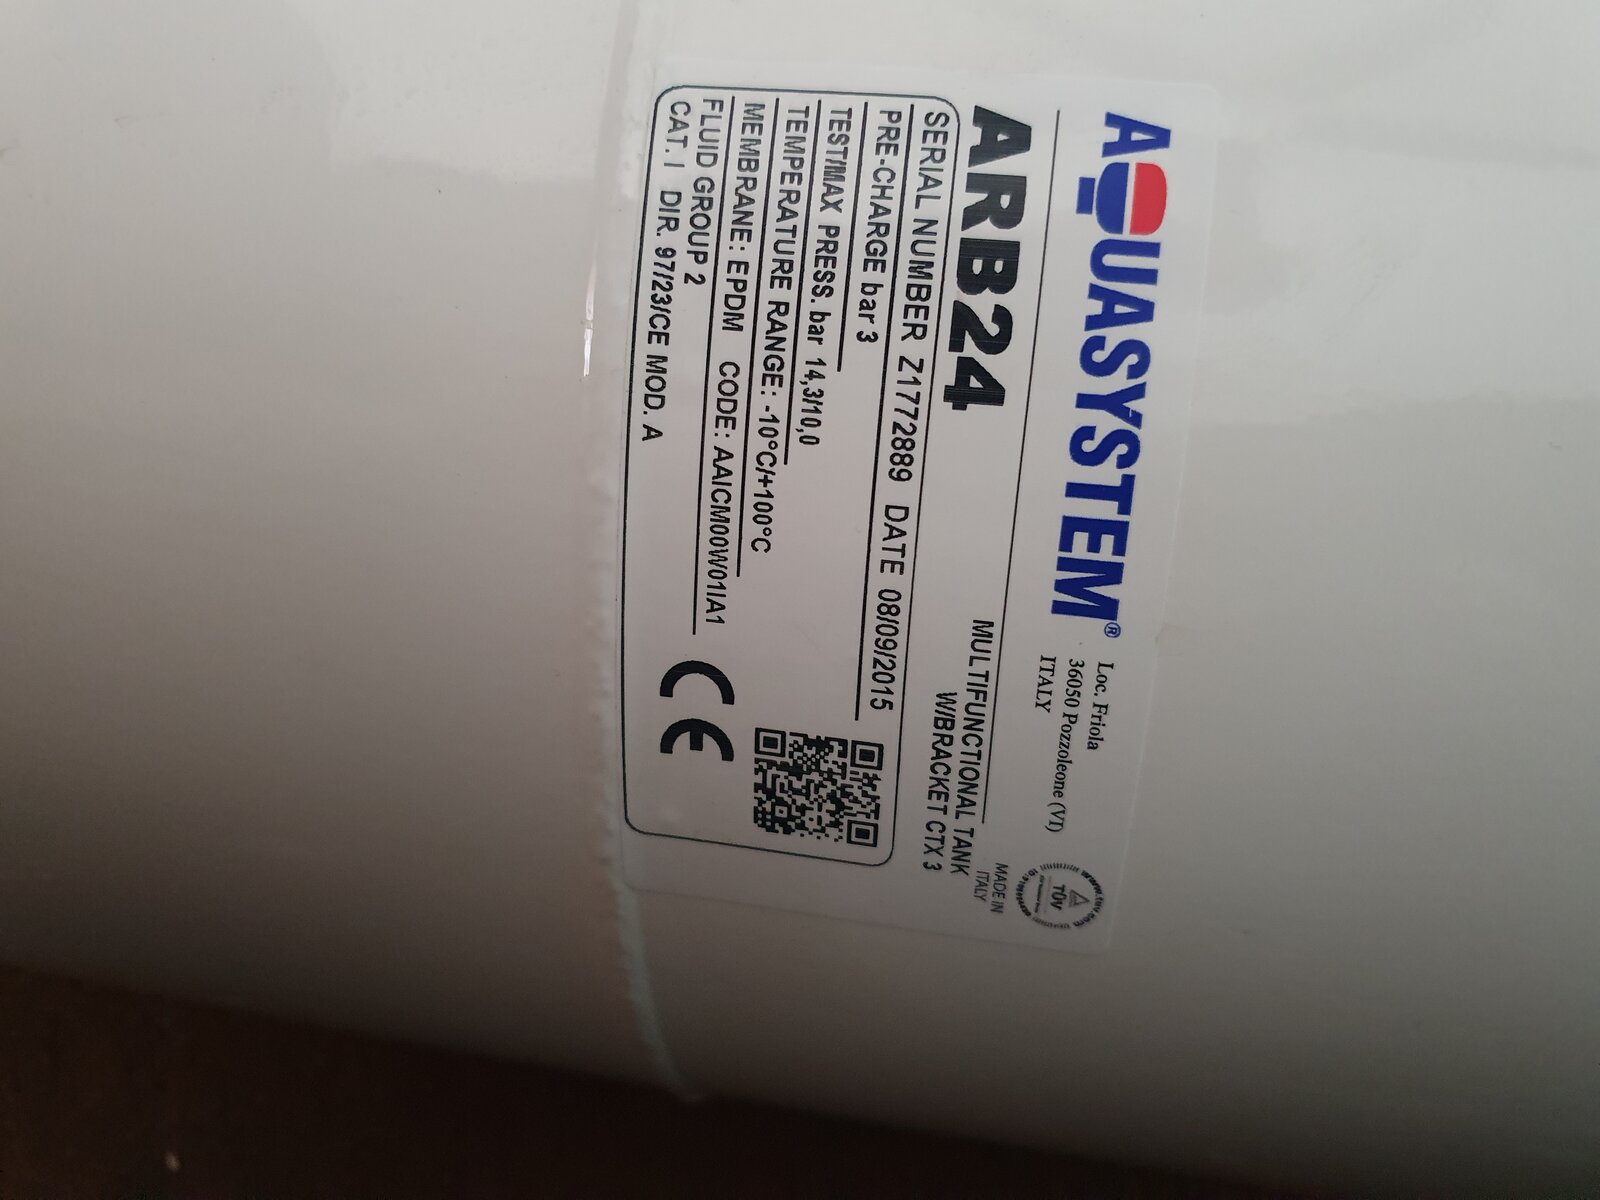 AQUASYSTEM®
Loc. Friola
36050 Pozzoleone (VI)
ITALY
TÜV
ARB24
MULTIFUNCTIONAL TANK
W/BRACKET CTX 3
MADE IN
ITALY
SERIAL NUMBER Z1772889 DATE 08/09/2015
PRE-CHARGE bar 3
TEST/MAX PRESS. bar 14,3/10,0
TEMPERATURE RANGE: -10°C/+100°C
MEMBRANE: EPDM CODE: AAICM00W01IA1
FLUID GROUP 2
CAT. I DIR. 97/23/CE MOD. A
CE